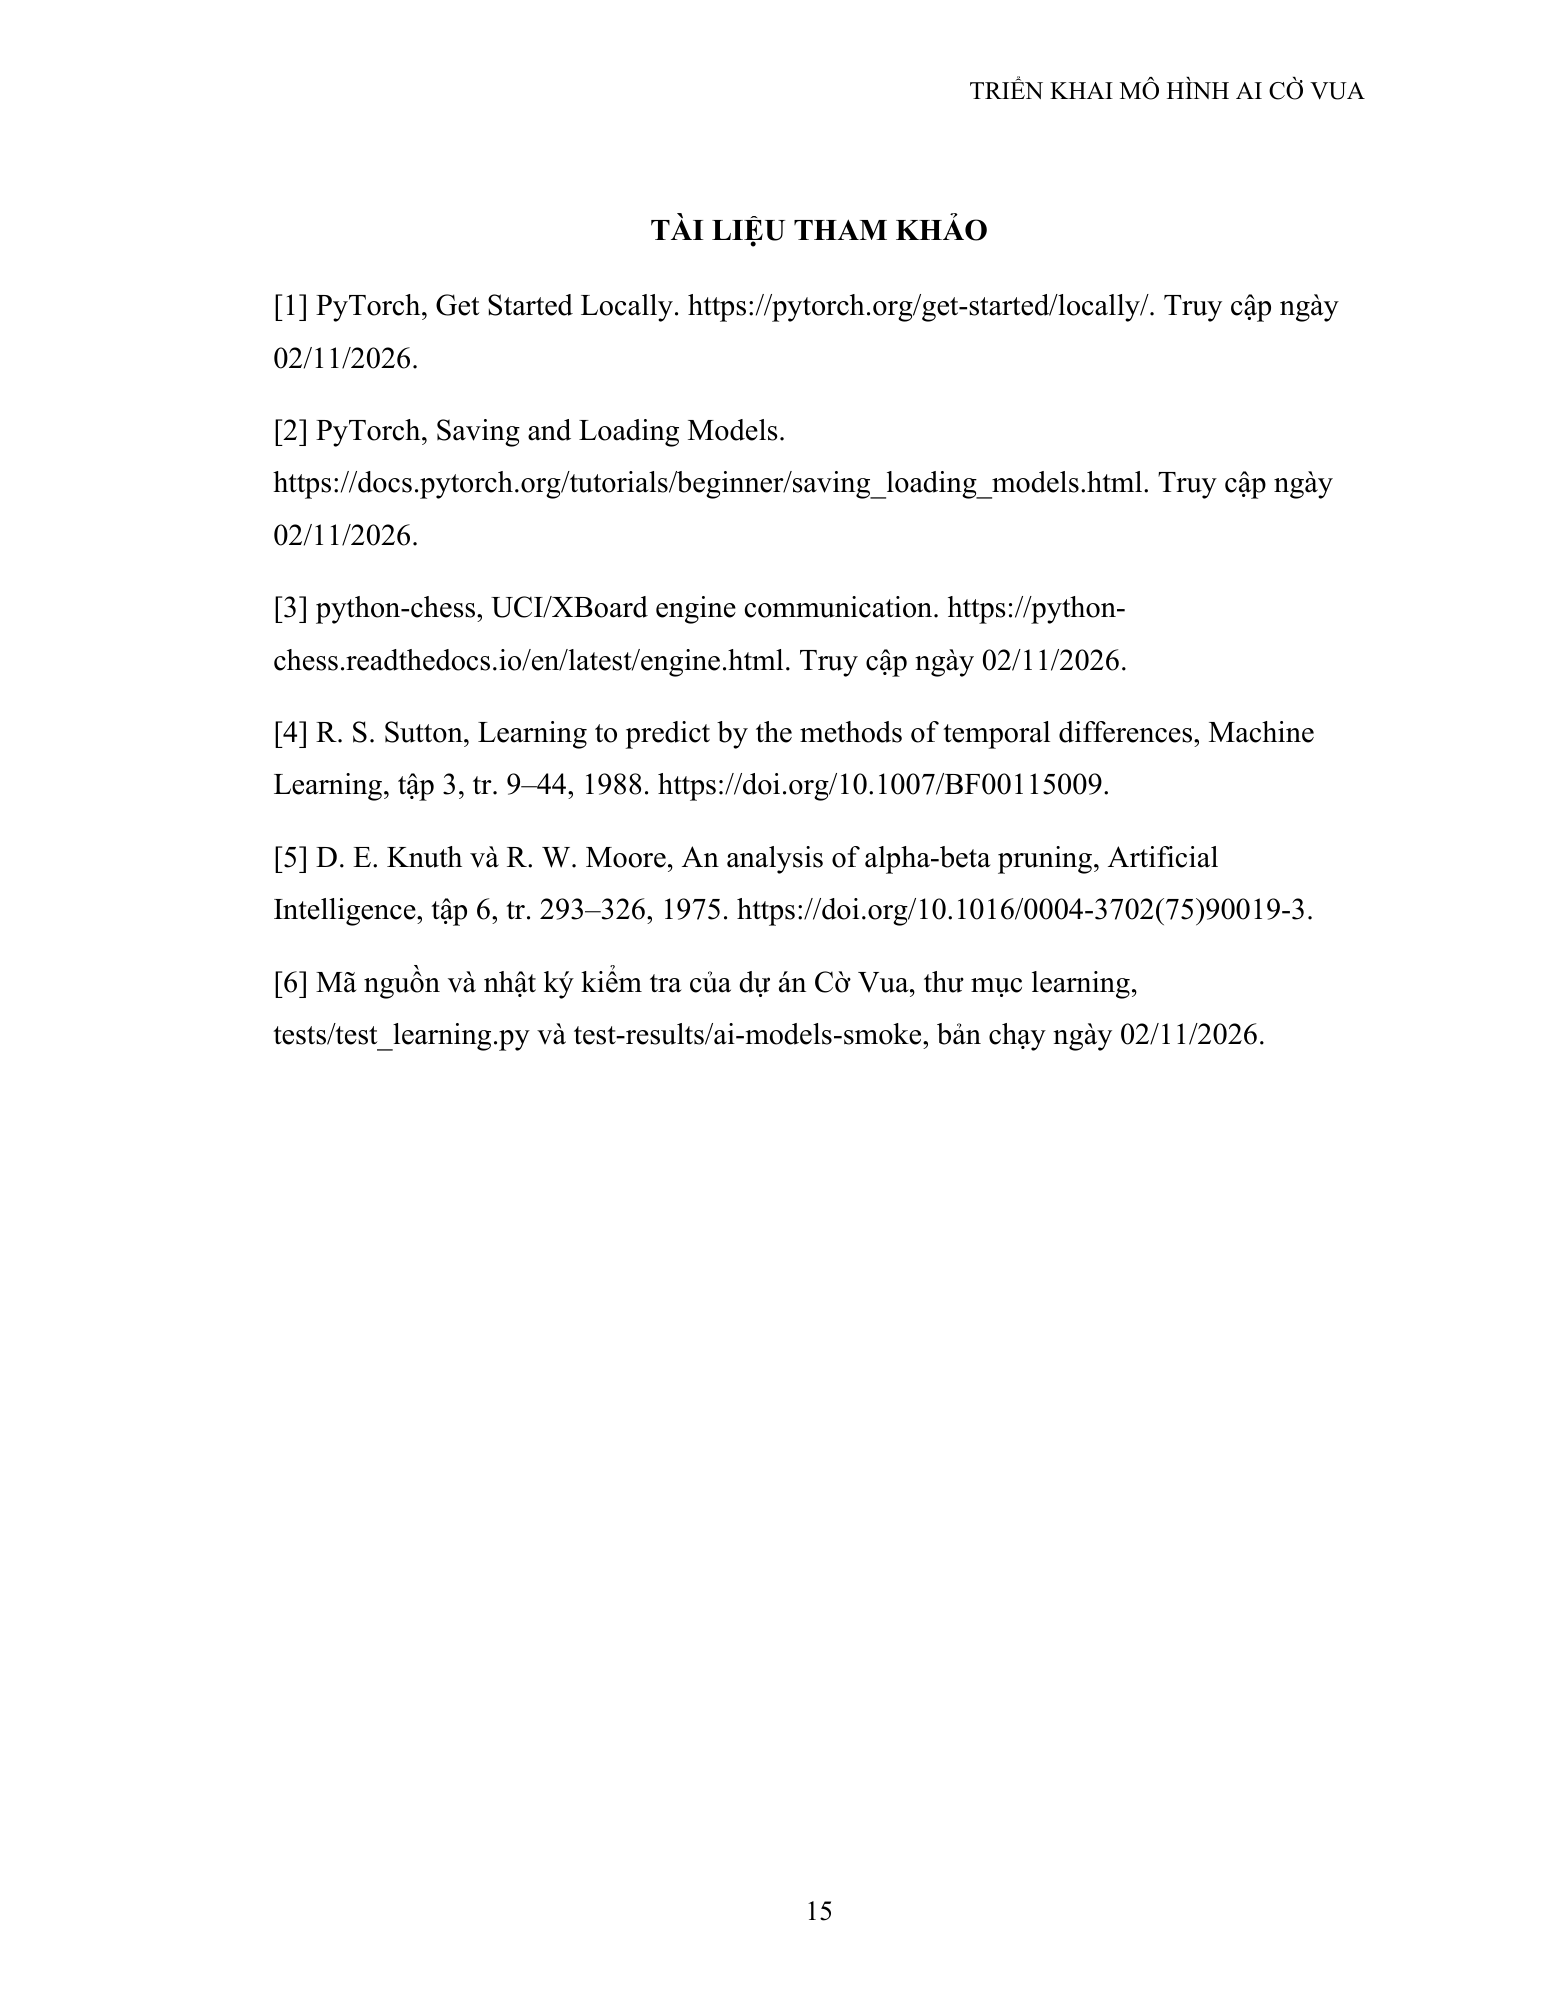 TRIỂN KHAI MÔ HÌNH AI CỜ VUA
TÀI LIỆU THAM KHẢO
[1] PyTorch, Get Started Locally. https://pytorch.org/get-started/locally/. Truy cập ngày
02/11/2026.
[2] PyTorch, Saving and Loading Models.
https://docs.pytorch.org/tutorials/beginner/saving_loading_models.html. Truy cập ngày
02/11/2026.
[3] python-chess, UCI/XBoard engine communication. https://python-
chess.readthedocs.io/en/latest/engine.html. Truy cập ngày 02/11/2026.
[4] R. S. Sutton, Learning to predict by the methods of temporal differences, Machine
Learning, tập 3, tr. 9–44, 1988. https://doi.org/10.1007/BF00115009.
[5] D. E. Knuth và R. W. Moore, An analysis of alpha-beta pruning, Artificial
Intelligence, tập 6, tr. 293–326, 1975. https://doi.org/10.1016/0004-3702(75)90019-3.
[6] Mã nguồn và nhật ký kiểm tra của dự án Cờ Vua, thư mục learning,
tests/test_learning.py và test-results/ai-models-smoke, bản chạy ngày 02/11/2026.
15